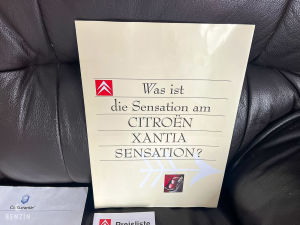 Was ist
die Sensation am
CITROËN
XANTIA
SENSATION?
BENZIN
Preisliste